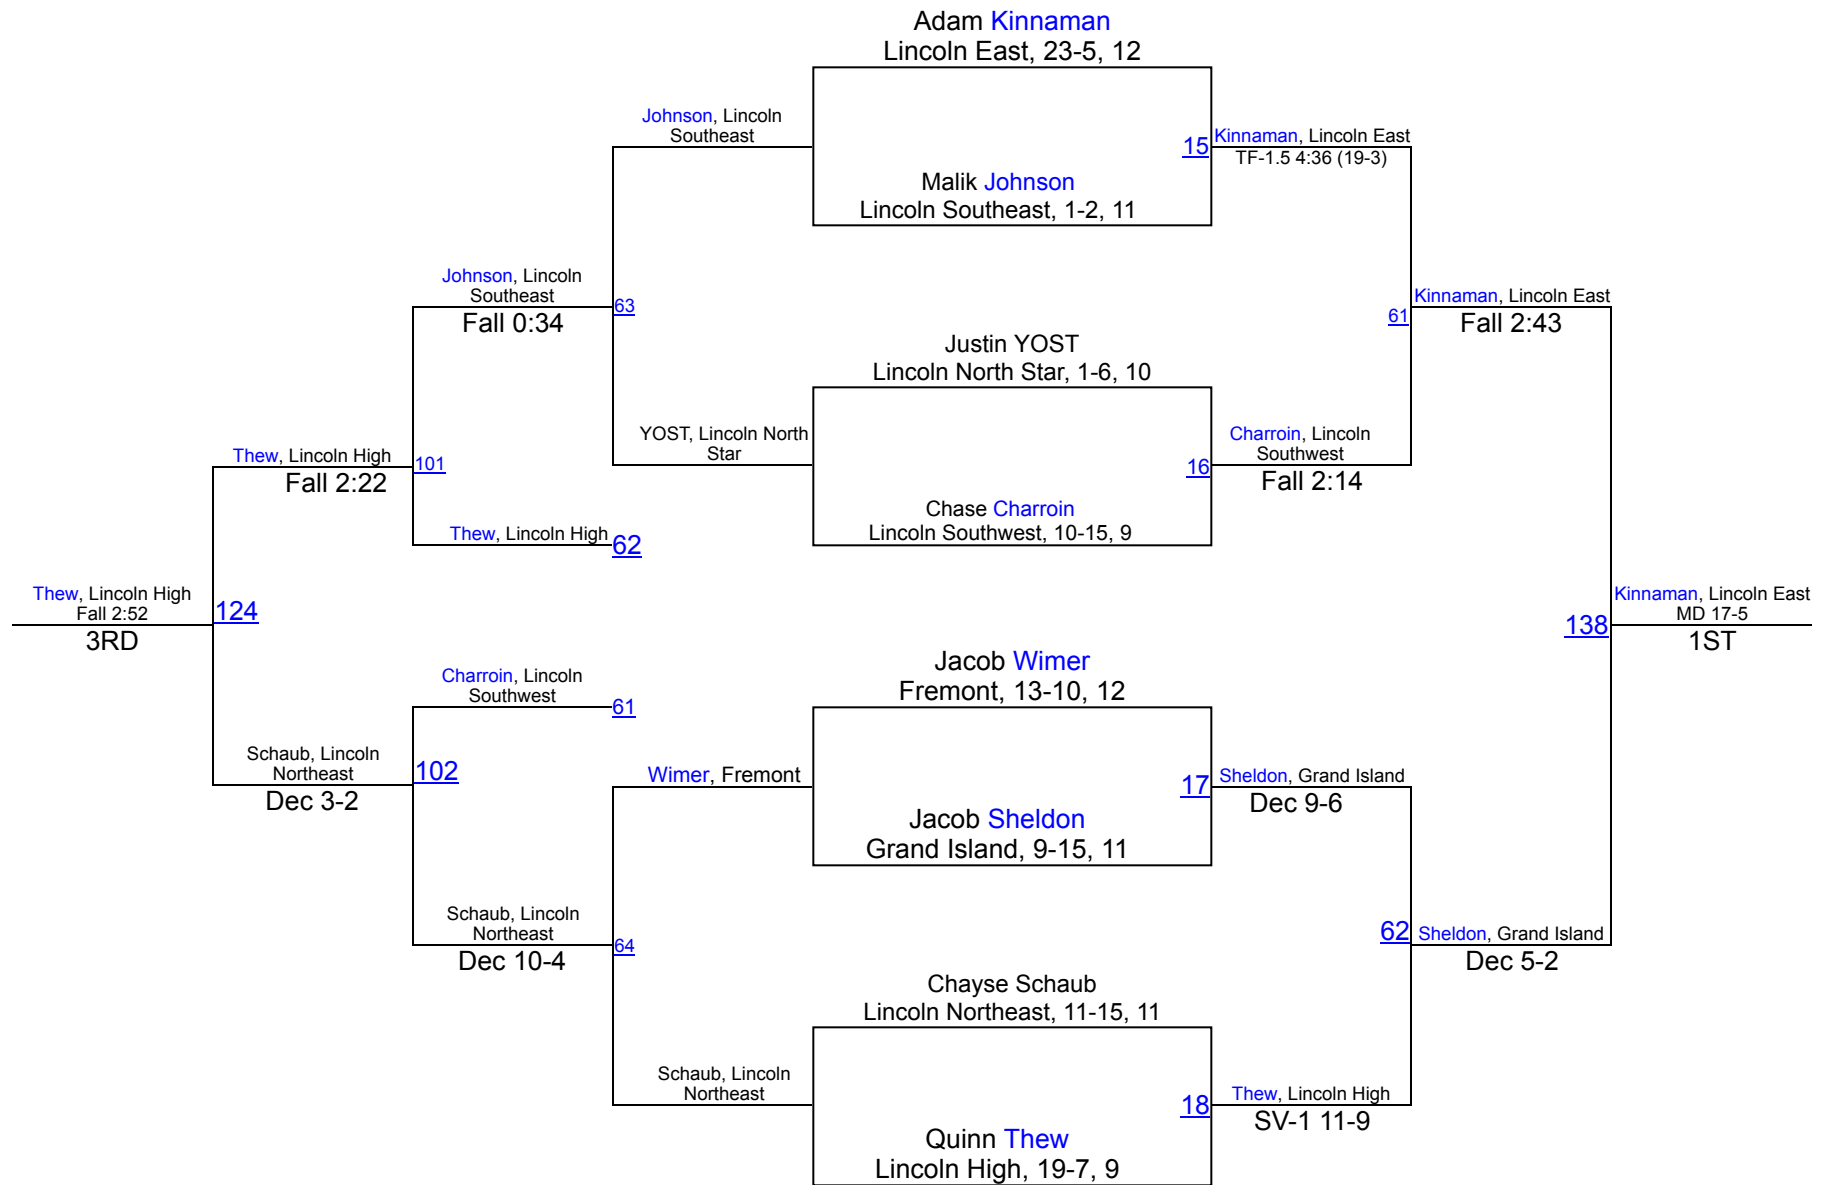 Adam Kinnaman
Lincoln East, 23-5, 12
Johnson, Lincoln
Southeast
15
Kinnaman, Lincoln East
TF-1.5 4:36 (19-3)
Malik Johnson
Lincoln Southeast, 1-2, 11
Johnson, Lincoln
Southeast
Fall 0:34
63
61
Kinnaman, Lincoln East
Fall 2:43
Justin YOST
Lincoln North Star, 1-6, 10
YOST, Lincoln North
Star
Charroin, Lincoln
Southwest
Fall 2:14
16
Thew, Lincoln High
Fall 2:22
101
Chase Charroin
Lincoln Southwest, 10-15, 9
Thew, Lincoln High
62
Thew, Lincoln High
Fall 2:52
3RD
124
138
Kinnaman, Lincoln East
MD 17-5
1ST
Jacob Wimer
Fremont, 13-10, 12
Charroin, Lincoln
Southwest
61
Schaub, Lincoln
Northeast
Dec 3-2
102
Wimer, Fremont
17
Sheldon, Grand Island
Dec 9-6
Jacob Sheldon
Grand Island, 9-15, 11
Schaub, Lincoln
Northeast
Dec 10-4
64
62
Sheldon, Grand Island
Dec 5-2
Chayse Schaub
Lincoln Northeast, 11-15, 11
Schaub, Lincoln
Northeast
18
Thew, Lincoln High
SV-1 11-9
Quinn Thew
Lincoln High, 19-7, 9